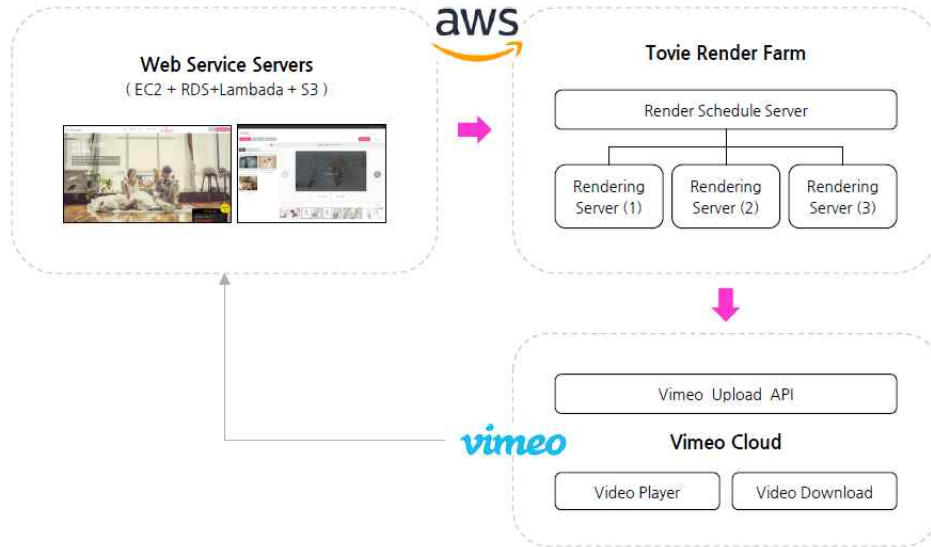 aws
Web Service Servers
( EC2 + RDS+Lambada + S3 )
Tovie Render Farm
Render Schedule Server
Rendering
Server (1)
Rendering
Server (2)
Rendering
Server (3)
Vimeo Upload API
vimeo
Vimeo Cloud
Video Player
Video Download